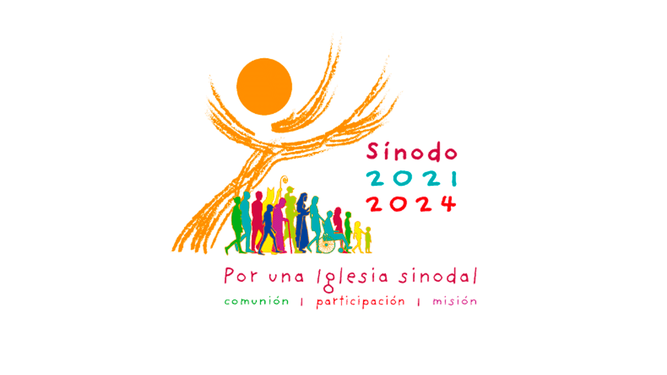 Sínodo
2021
2024
Por una Iglesia sinodal
comunión | participación | misión